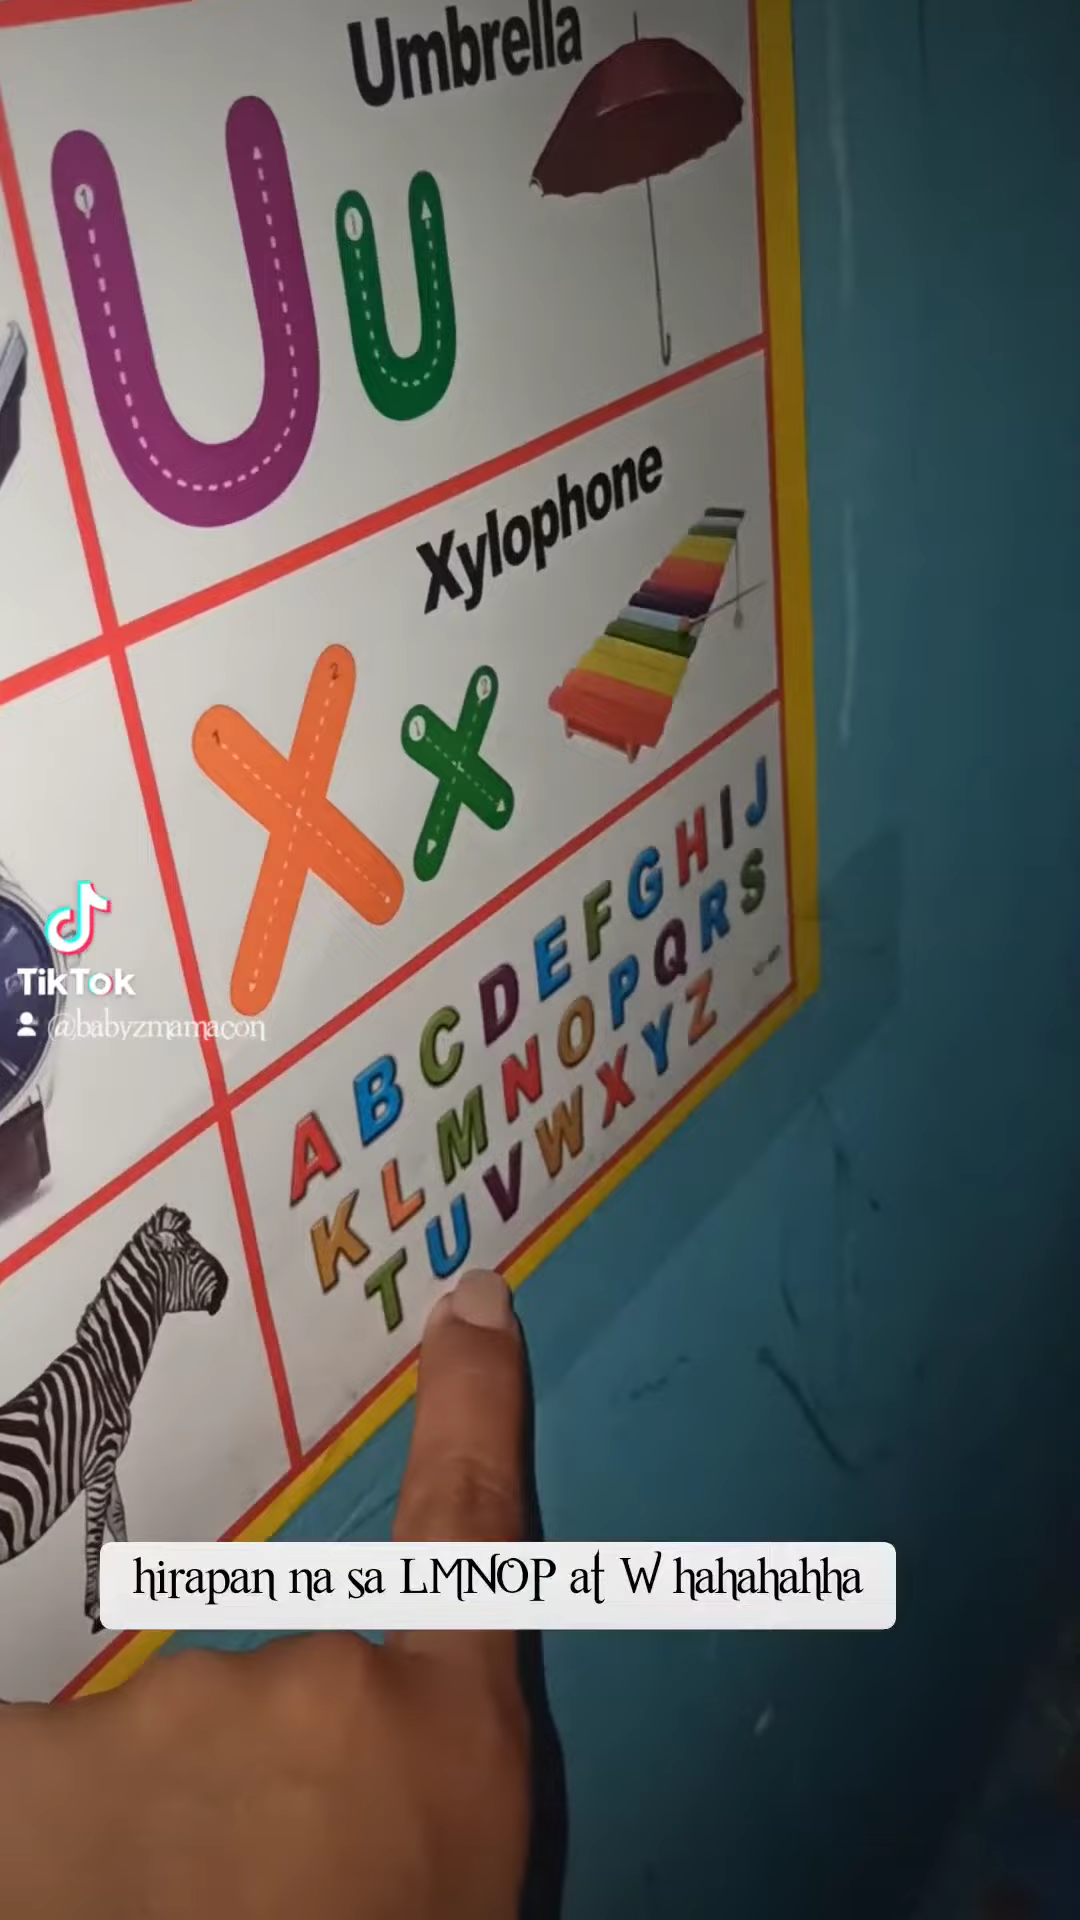 Umbrella
U u
Xylophone
X x
A B C D E F G H I J
K L M N O P Q R S
T U V W X Y Z
TikTok
@babyzmamacon
hirapan na sa LMNOP at W hahahahha